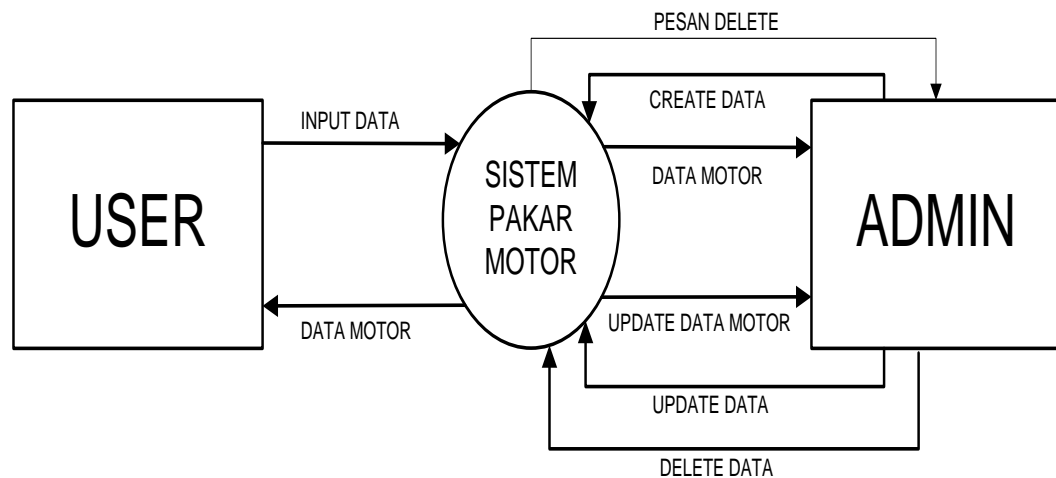 PESAN DELETE
CREATE DATA
INPUT DATA
DATA MOTOR
USER
SISTEM
PAKAR
MOTOR
ADMIN
DATA MOTOR
UPDATE DATA MOTOR
UPDATE DATA
DELETE DATA